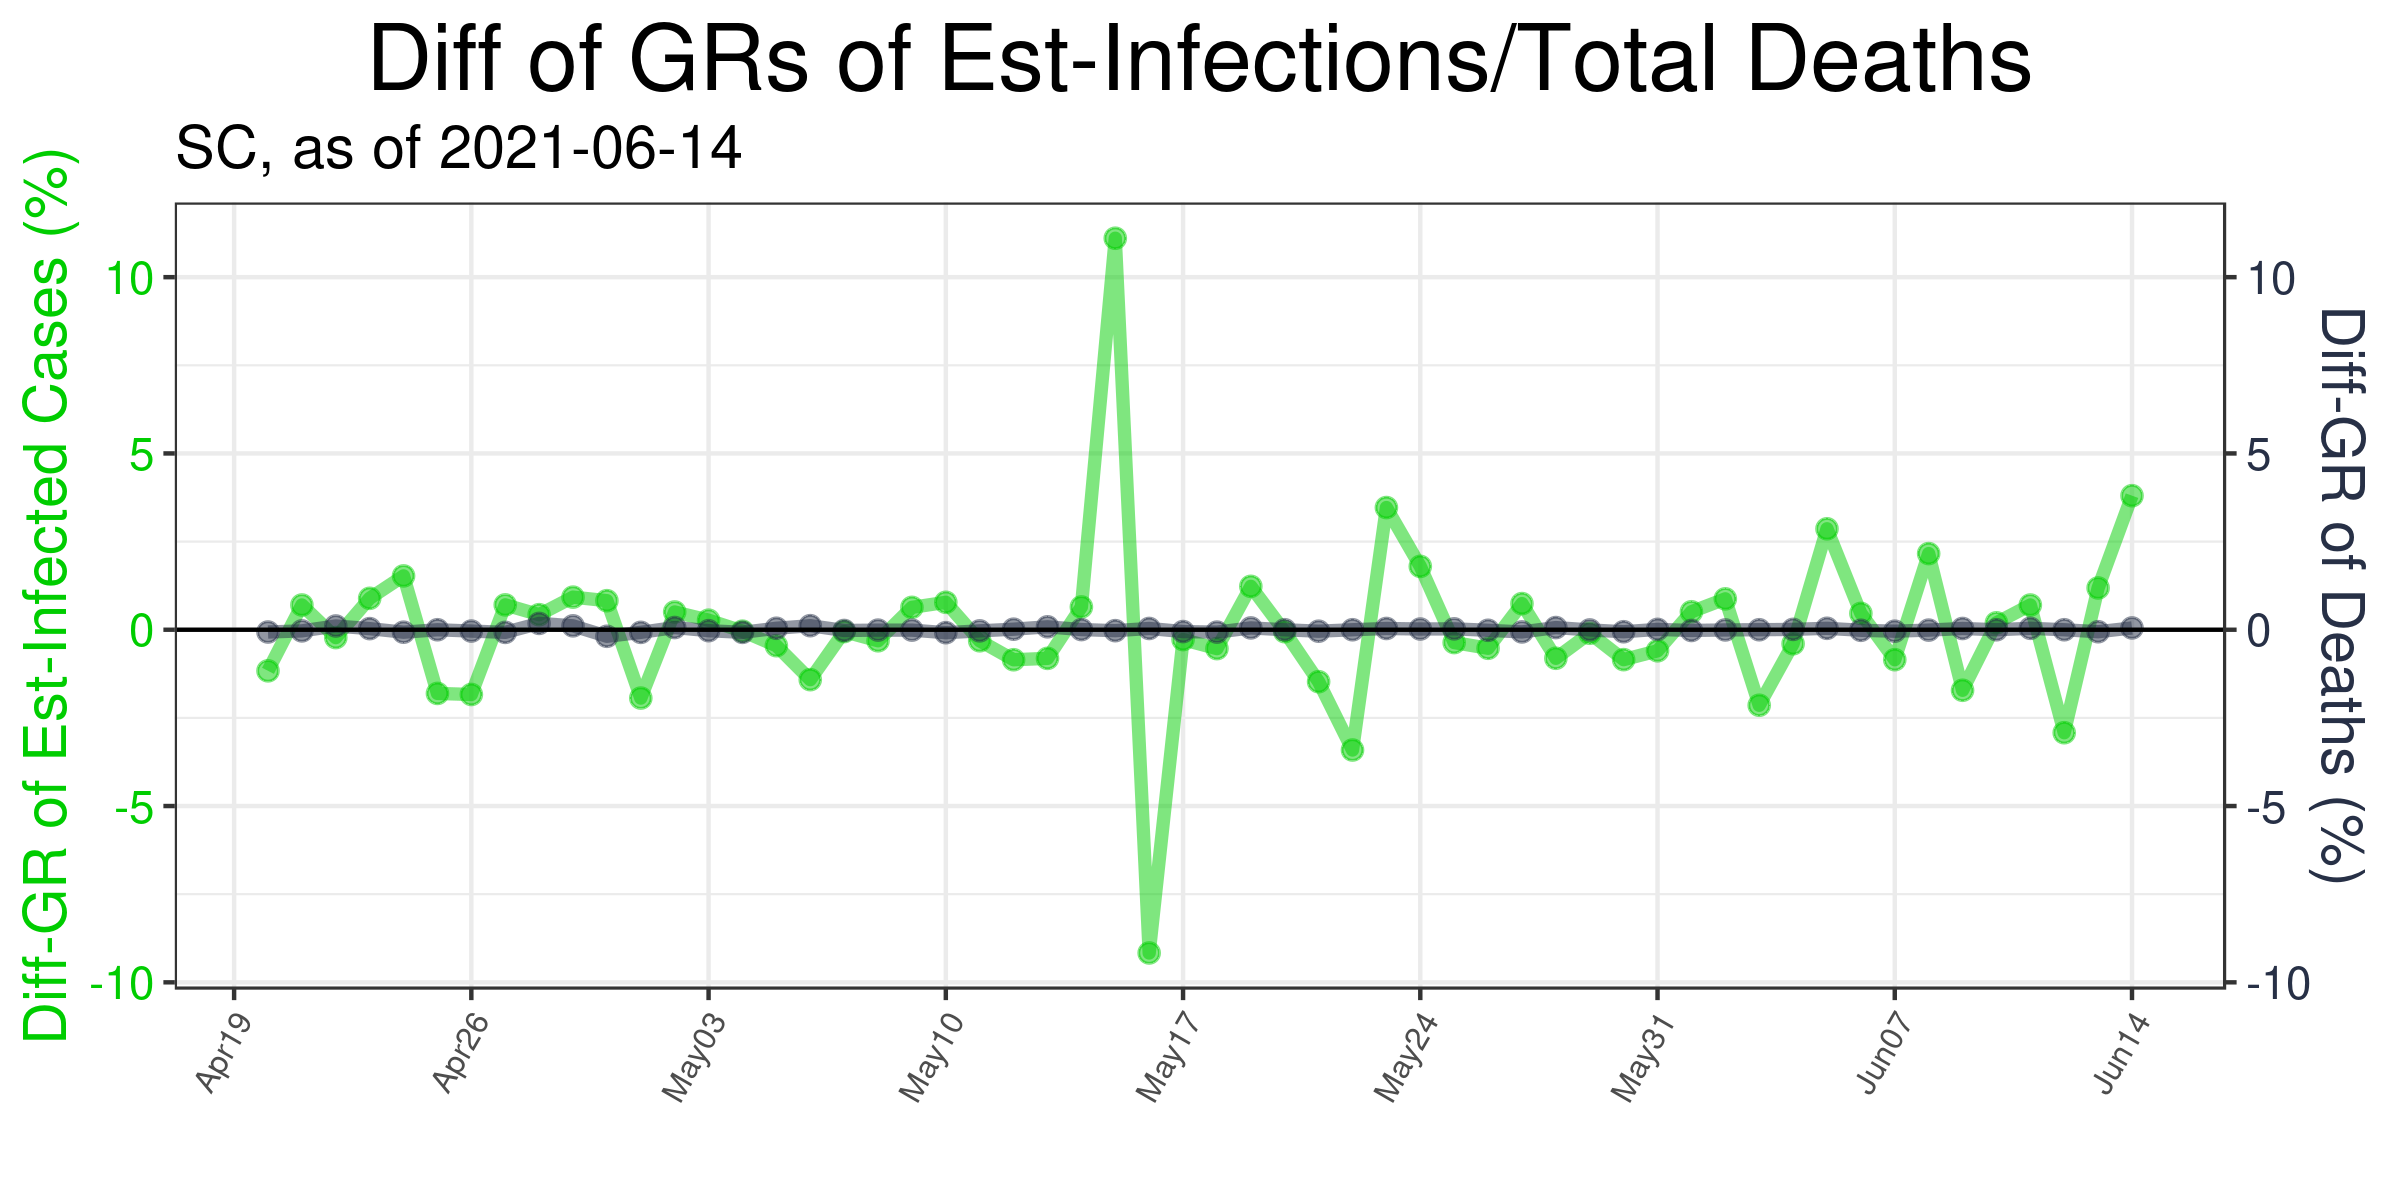 Diff of GRs of Est-Infections/Total Deaths
SC, as of 2021-06-14
Diff-GR of Est-Infected Cases (%)
10
5
0
-5
-10
10
5
0
-5
-10
Diff-GR of Deaths (%)
Apr19
Apr26
May03
May10
May17
May24
May31
Jun07
Jun14